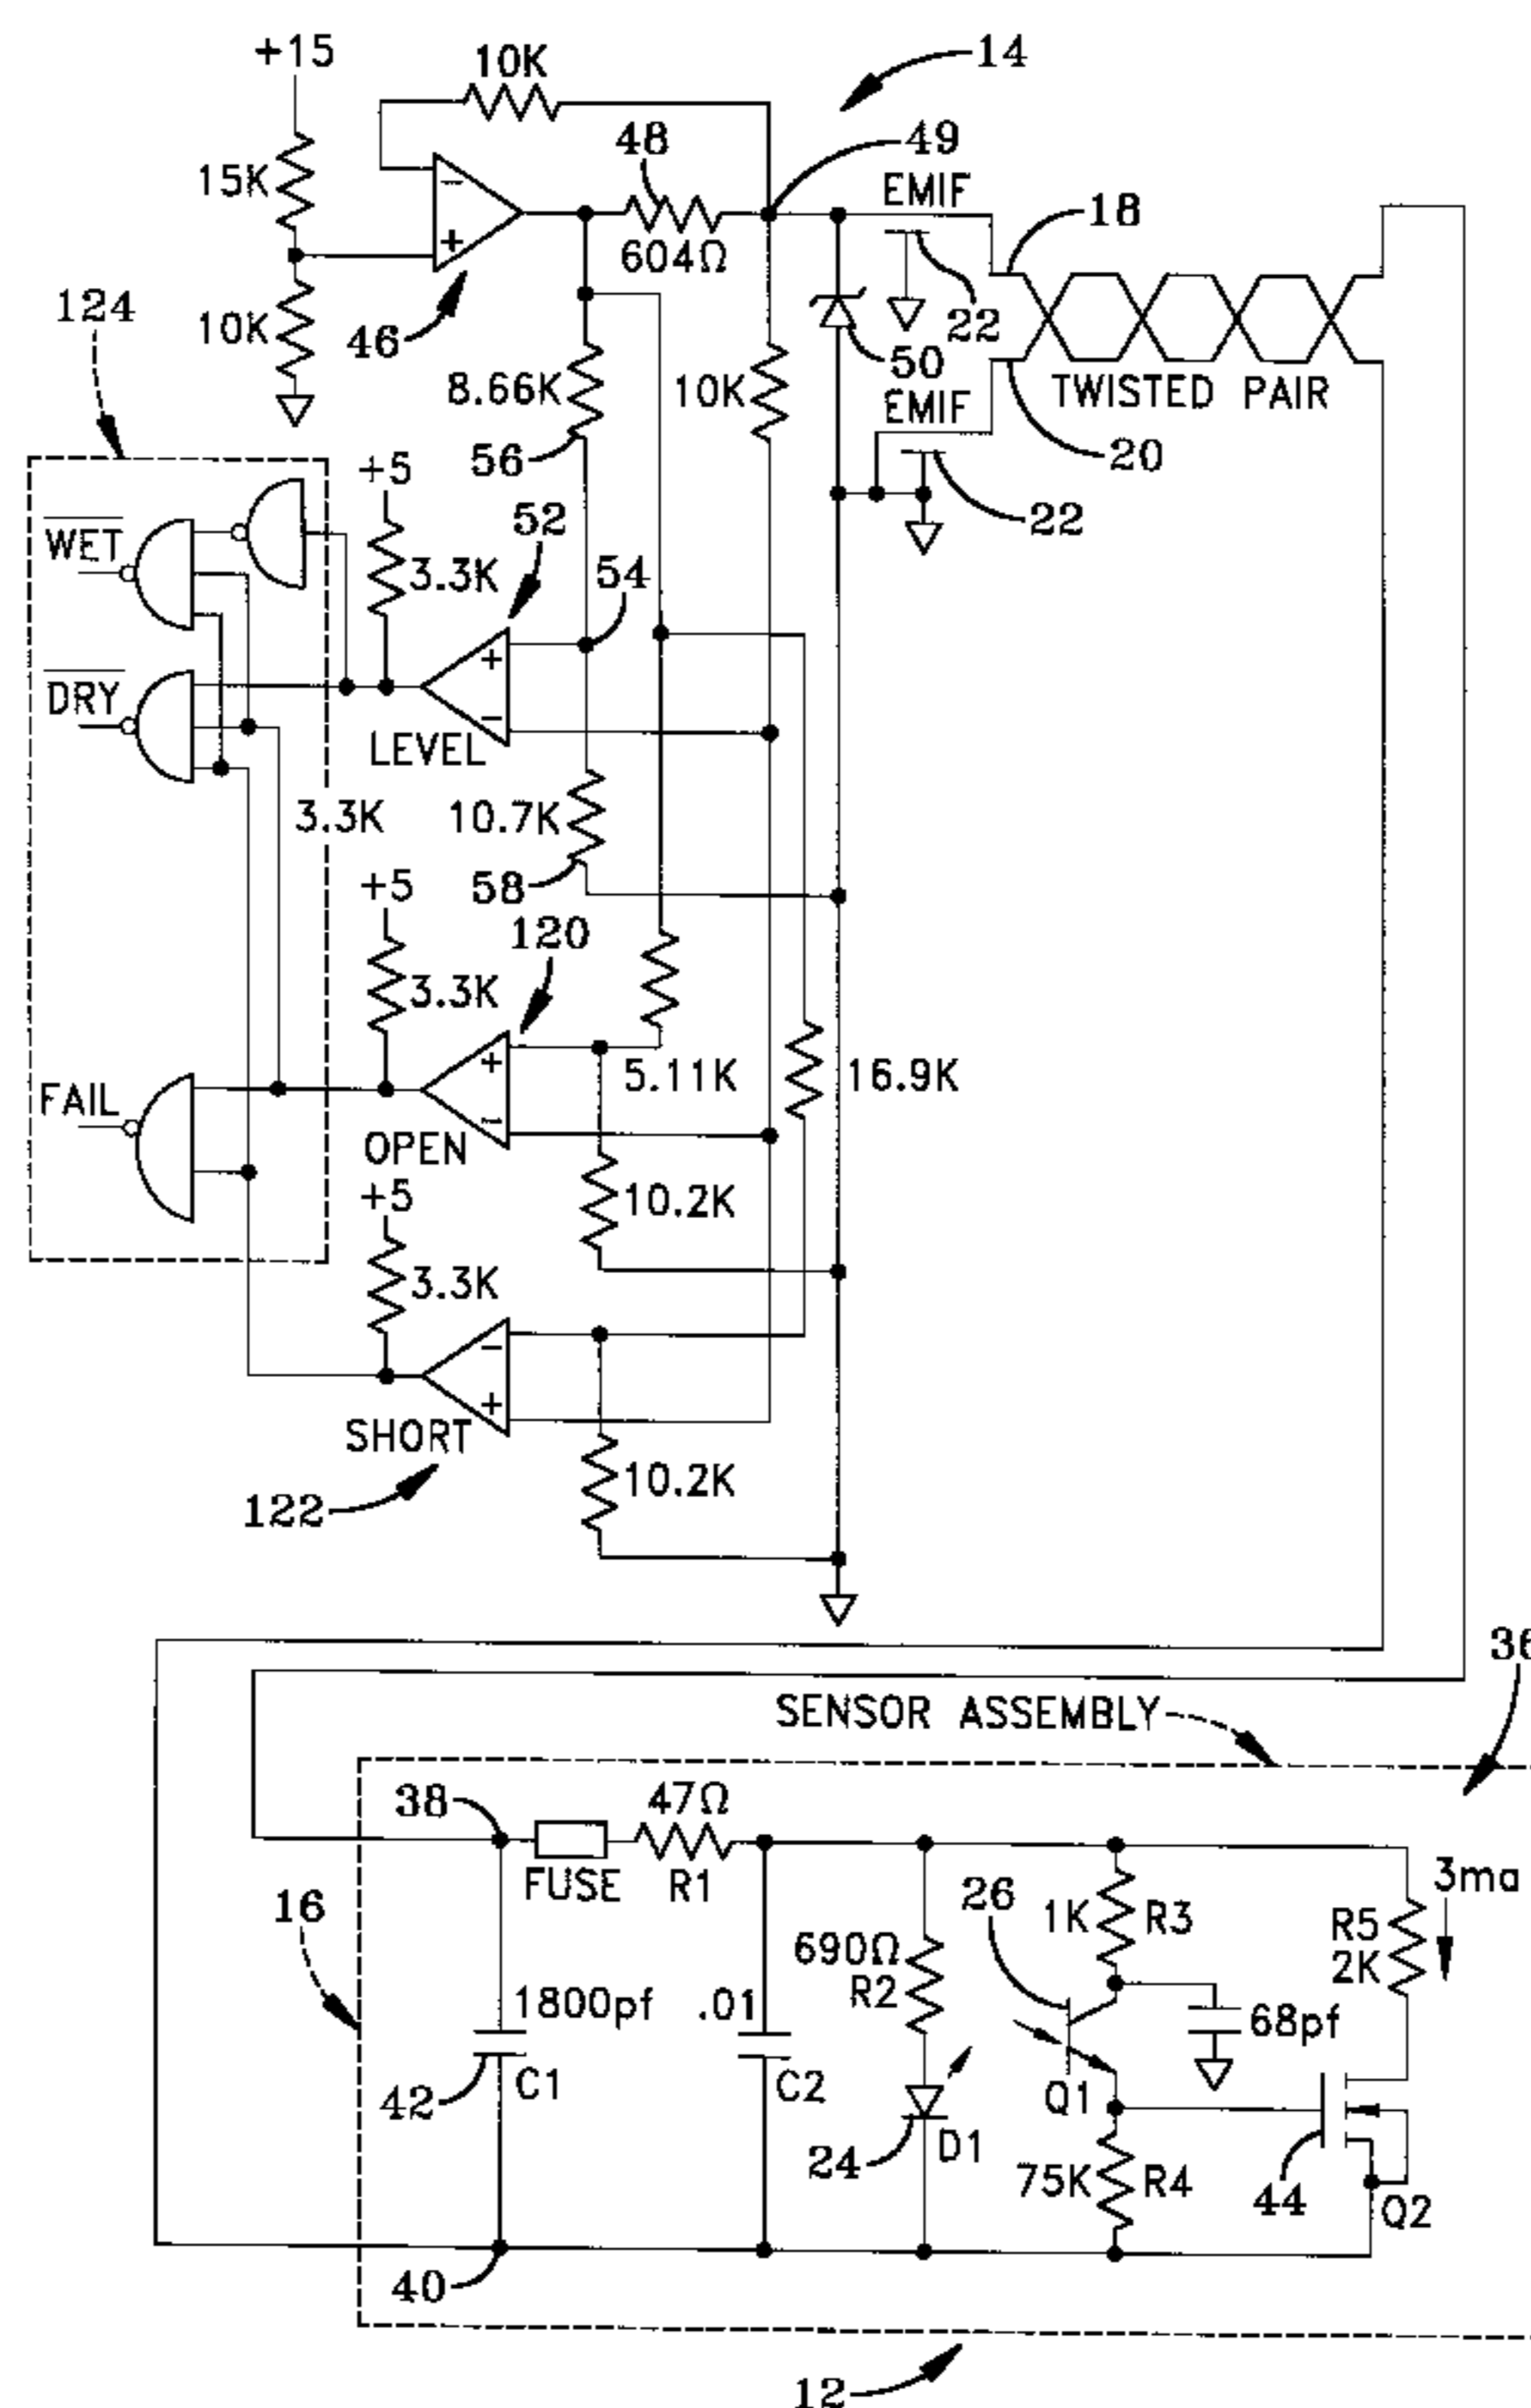 +15
10K
14
15K
48
49
EMIF
18
604Ω
124
10K
46
22
50
8.66K
10K
EMIF
TWISTED PAIR
56
+5
20
WET
52
22
3.3K
54
DRY
LEVEL
3.3K
10.7K
58
+5
120
3.3K
5.11K
16.9K
FAIL
OPEN
+5
10.2K
3.3K
SHORT
10.2K
122
36
SENSOR ASSEMBLY
38
47Ω
FUSE
R1
3ma
16
26
1K
R3
R5
2K
690Ω
R2
1800pf
.01
68pf
42
C1
C2
Q1
24
D1
75K
R4
44
Q2
40
12
+
-
+
-
+
-
-
+